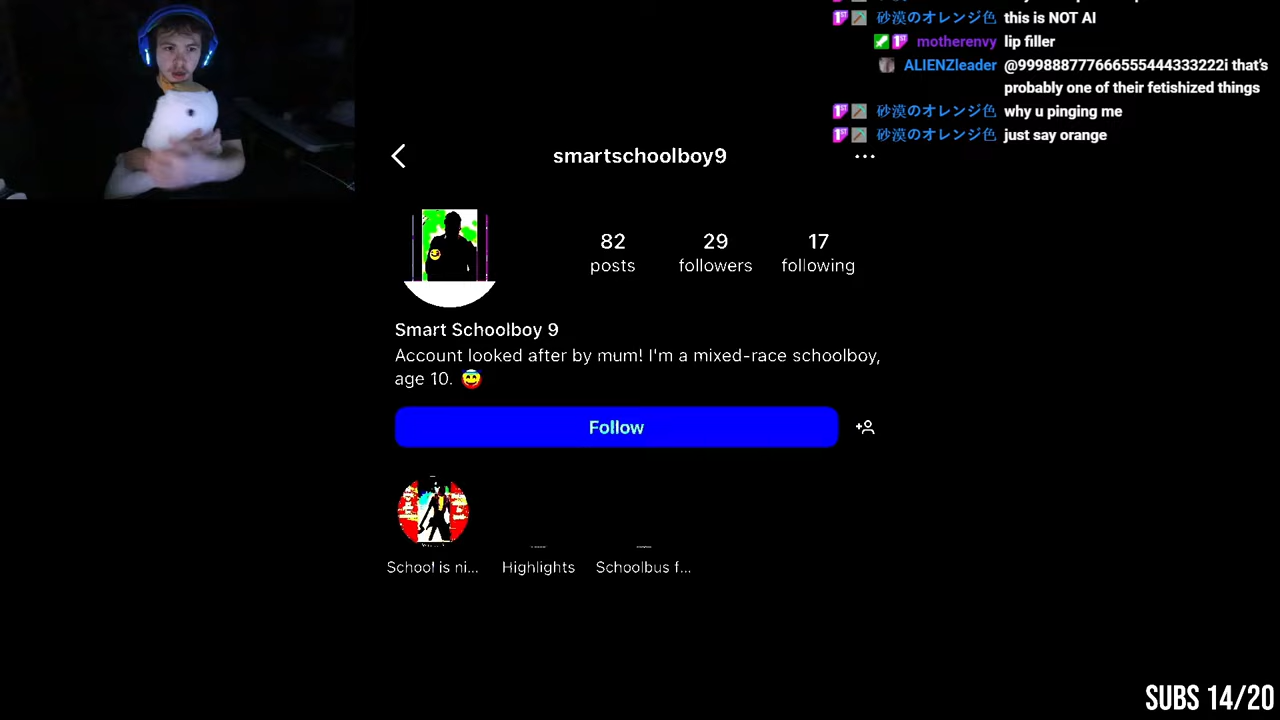 砂漠のオレンジ色 this is NOT AI
motherenvy lip filler
ALIENZleader @999888777666555444333222i that's
probably one of their fetishized things
砂漠のオレンジ色 why u pinging me
砂漠のオレンジ色 just say orange
smartschoolboy9
82 29 17
posts followers following
Smart Schoolboy 9
Account looked after by mum! I'm a mixed-race schoolboy,
age 10.
Follow
School is ni... Highlights Schoolbus f...
SUBS 14/20